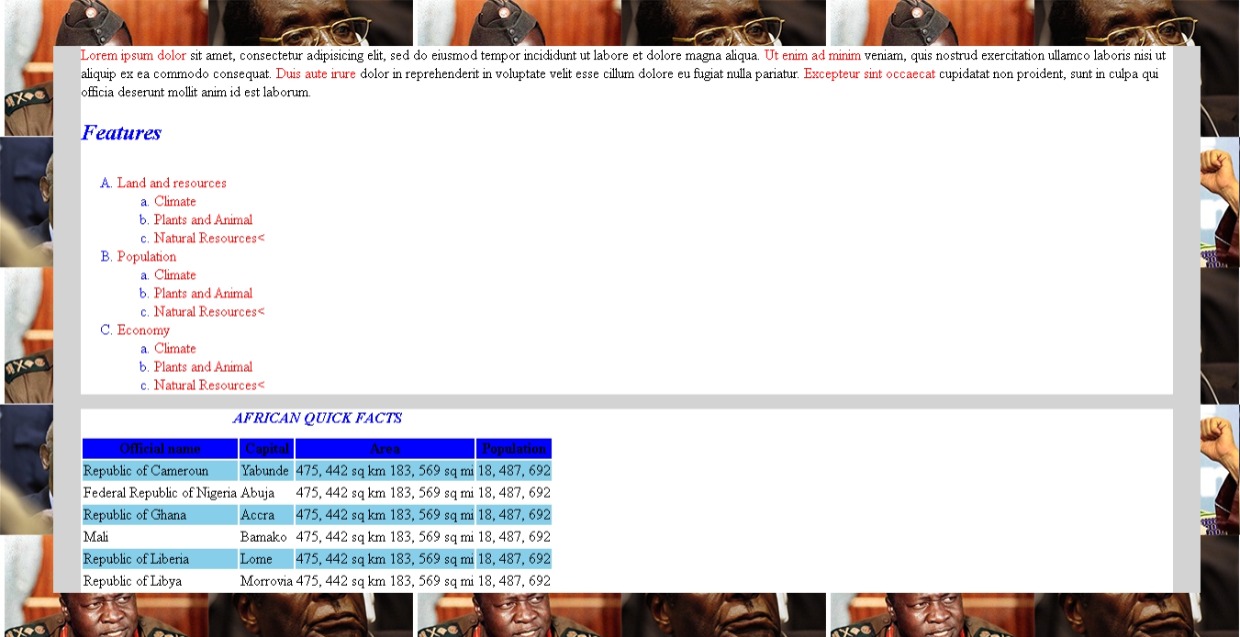 Lorem ipsum dolor sit amet, consectetur adipisicing elit, sed do eiusmod tempor incididunt ut labore et dolore magna aliqua. Ut enim ad minim veniam, quis nostrud exercitation ullamco laboris nisi ut
aliquip ex ea commodo consequat. Duis aute irure dolor in reprehenderit in voluptate velit esse cillum dolore eu fugiat nulla pariatur. Excepteur sint occaecat cupidatat non proident, sunt in culpa qui
officia deserunt mollit anim id est laborum.
Features
A. Land and resources
a. Climate
b. Plants and Animal
c. Natural Resources<
B. Population
a. Climate
b. Plants and Animal
c. Natural Resources<
C. Economy
a. Climate
b. Plants and Animal
c. Natural Resources<
AFRICAN QUICK FACTS
Official name Capital Area Population
Republic of Cameroun Yabunde 475, 442 sq km 183, 569 sq mi 18, 487, 692
Federal Republic of Nigeria Abuja 475, 442 sq km 183, 569 sq mi 18, 487, 692
Republic of Ghana Accra 475, 442 sq km 183, 569 sq mi 18, 487, 692
Mali Bamako 475, 442 sq km 183, 569 sq mi 18, 487, 692
Republic of Liberia Lome 475, 442 sq km 183, 569 sq mi 18, 487, 692
Republic of Libya Morrovia 475, 442 sq km 183, 569 sq mi 18, 487, 692